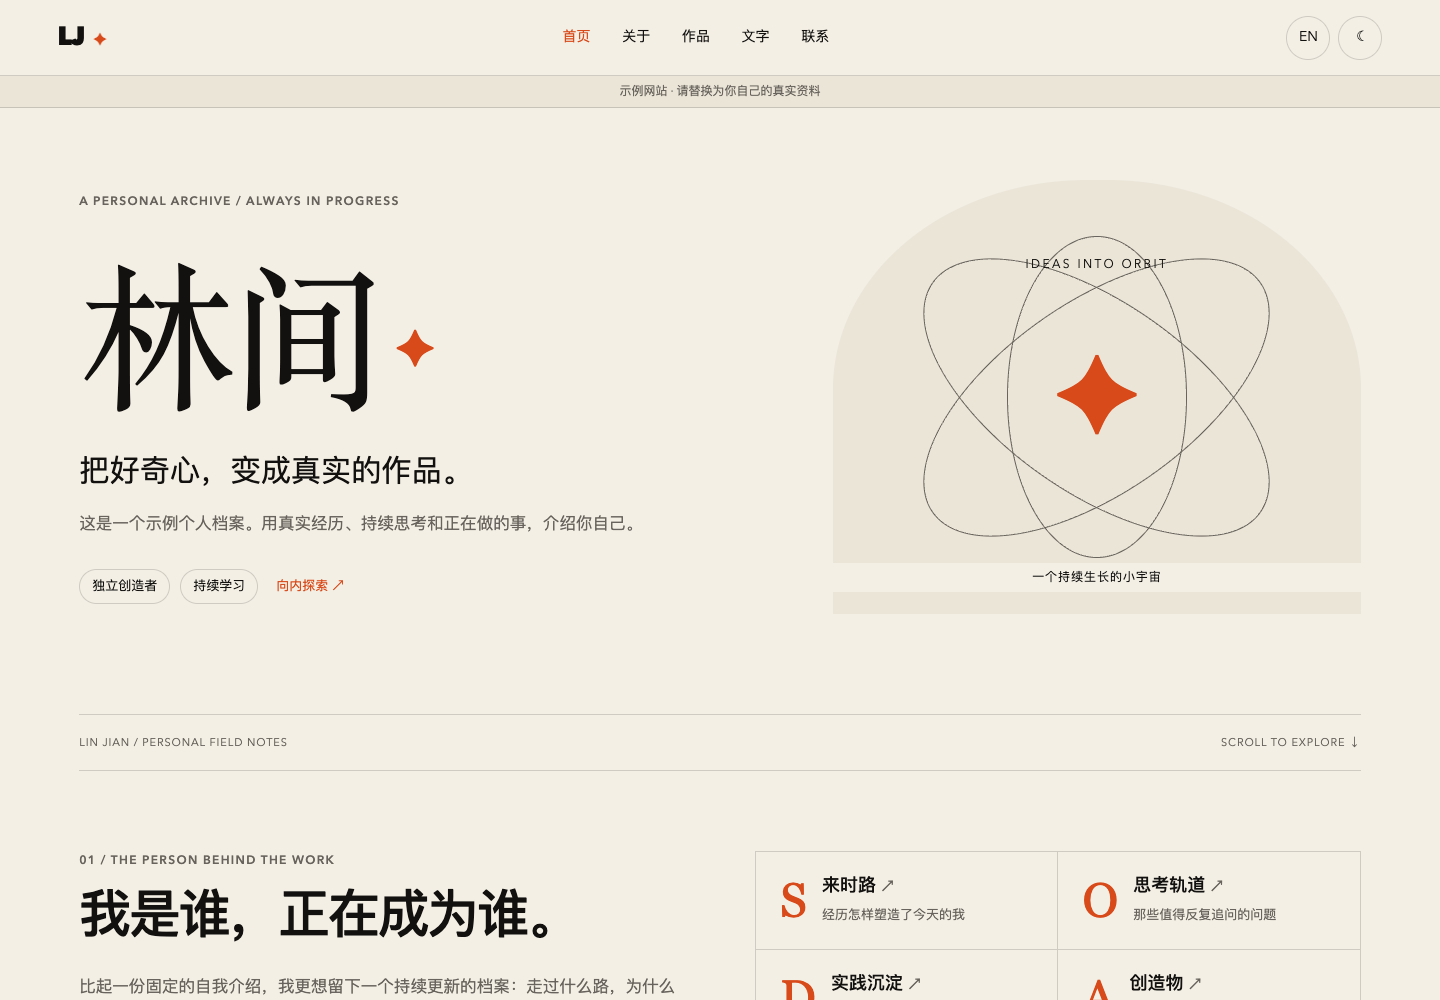 LJ
首页 关于 作品 文字 联系
EN
示例网站 · 请替换为你自己的真实资料
A PERSONAL ARCHIVE / ALWAYS IN PROGRESS
林间
把好奇心，变成真实的作品。
这是一个示例个人档案。用真实经历、持续思考和正在做的事，介绍你自己。
独立创造者 持续学习 向内探索 ↗
IDEAS INTO ORBIT
一个持续生长的小宇宙
LIN JIAN / PERSONAL FIELD NOTES
SCROLL TO EXPLORE ↓
01 / THE PERSON BEHIND THE WORK
我是谁，正在成为谁。
比起一份固定的自我介绍，我更想留下一个持续更新的档案：走过什么路，为什么
S 来时路 ↗
经历怎样塑造了今天的我
O 思考轨道 ↗
那些值得反复追问的问题
D 实践沉淀 ↗
A 创造物 ↗